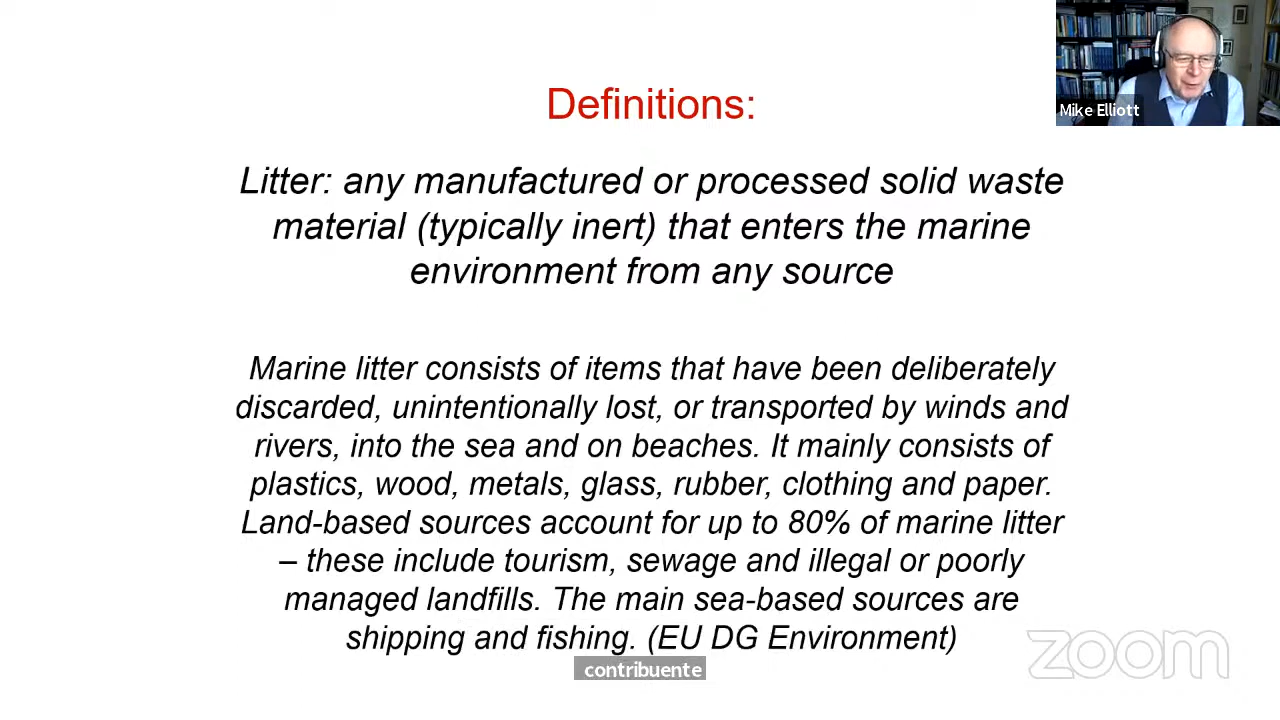 Mike Elliott
Definitions:
Litter: any manufactured or processed solid waste
material (typically inert) that enters the marine
environment from any source
Marine litter consists of items that have been deliberately
discarded, unintentionally lost, or transported by winds and
rivers, into the sea and on beaches. It mainly consists of
plastics, wood, metals, glass, rubber, clothing and paper.
Land-based sources account for up to 80% of marine litter
– these include tourism, sewage and illegal or poorly
managed landfills. The main sea-based sources are
shipping and fishing. (EU DG Environment)
contribuente
zoom